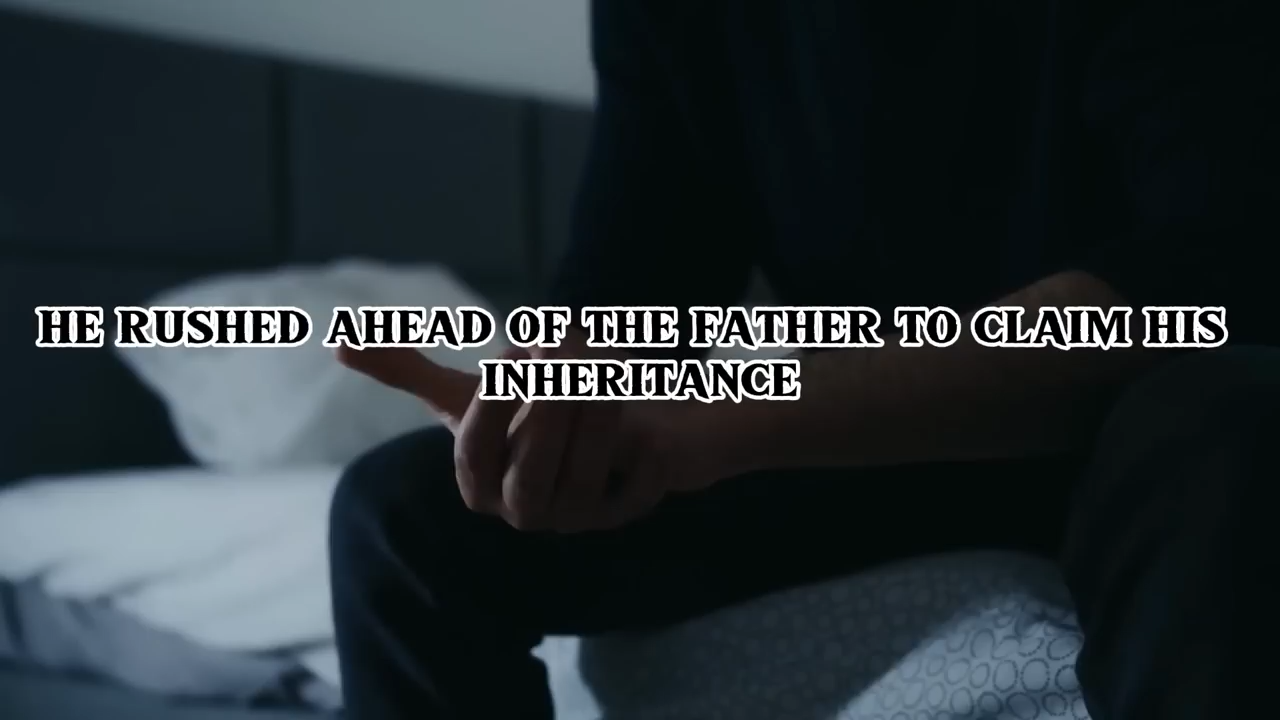 HE RUSHED AHEAD OF THE FATHER TO CLAIM HIS
INHERITANCE